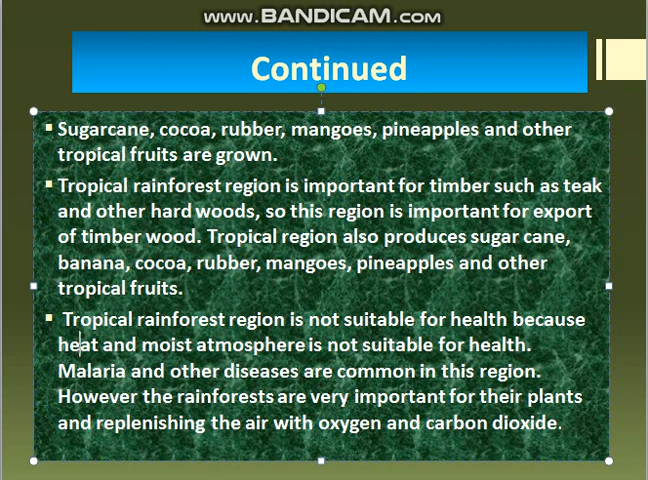 www.BANDICAM.com
Continued
Sugarcane, cocoa, rubber, mangoes, pineapples and other
tropical fruits are grown.
Tropical rainforest region is important for timber such as teak
and other hard woods, so this region is important for export
of timber wood. Tropical region also produces sugar cane,
banana, cocoa, rubber, mangoes, pineapples and other
tropical fruits.
Tropical rainforest region is not suitable for health because
heat and moist atmosphere is not suitable for health.
Malaria and other diseases are common in this region.
However the rainforests are very important for their plants
and replenishing the air with oxygen and carbon dioxide.